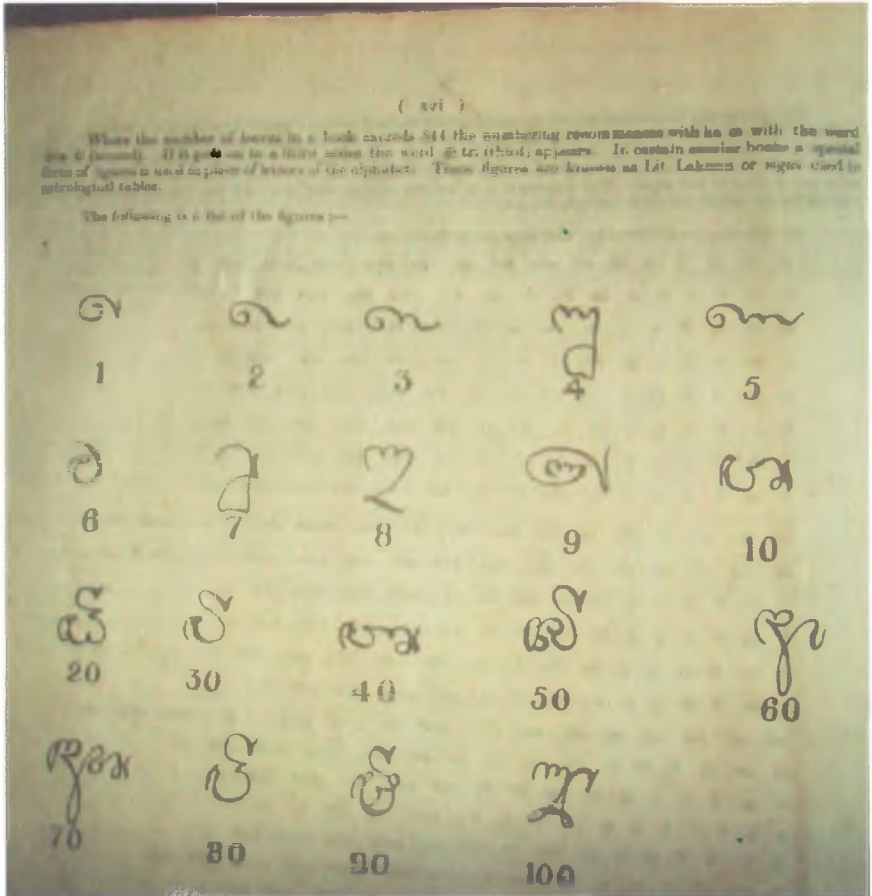 ( xvi )
Where the number of leaves in a book exceeds 544 the numbering recommences with ka as with the word
(second). If it goes on to a third series the word (third) appears. In certain books a special
form of figures is used in place of letters of the alphabet. These figures are known as Lit Lakunu or signs used in
astrological tables.
The following is a list of the figures :—
𑇡 𑇢 𑇣 𑇤 𑇥
1 2 3 4 5
𑇦 𑇧 𑇨 𑇩 𑇪
6 7 8 9 10
𑇫 𑇬 𑇭 𑇮 𑇯
20 30 40 50 60
𑇰 𑇱 𑇲 𑇳
70 80 90 100